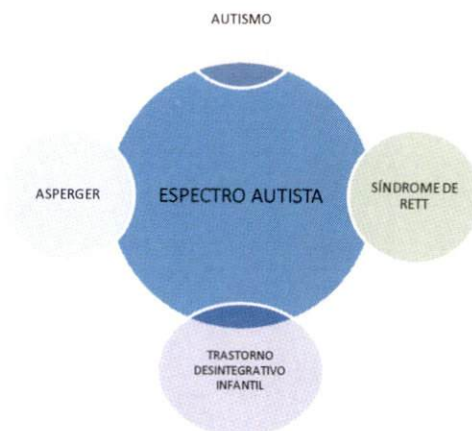 AUTISMO
ASPERGER
ESPECTRO AUTISTA
SÍNDROME DE
RETT
TRASTORNO
DESINTEGRATIVO
INFANTIL